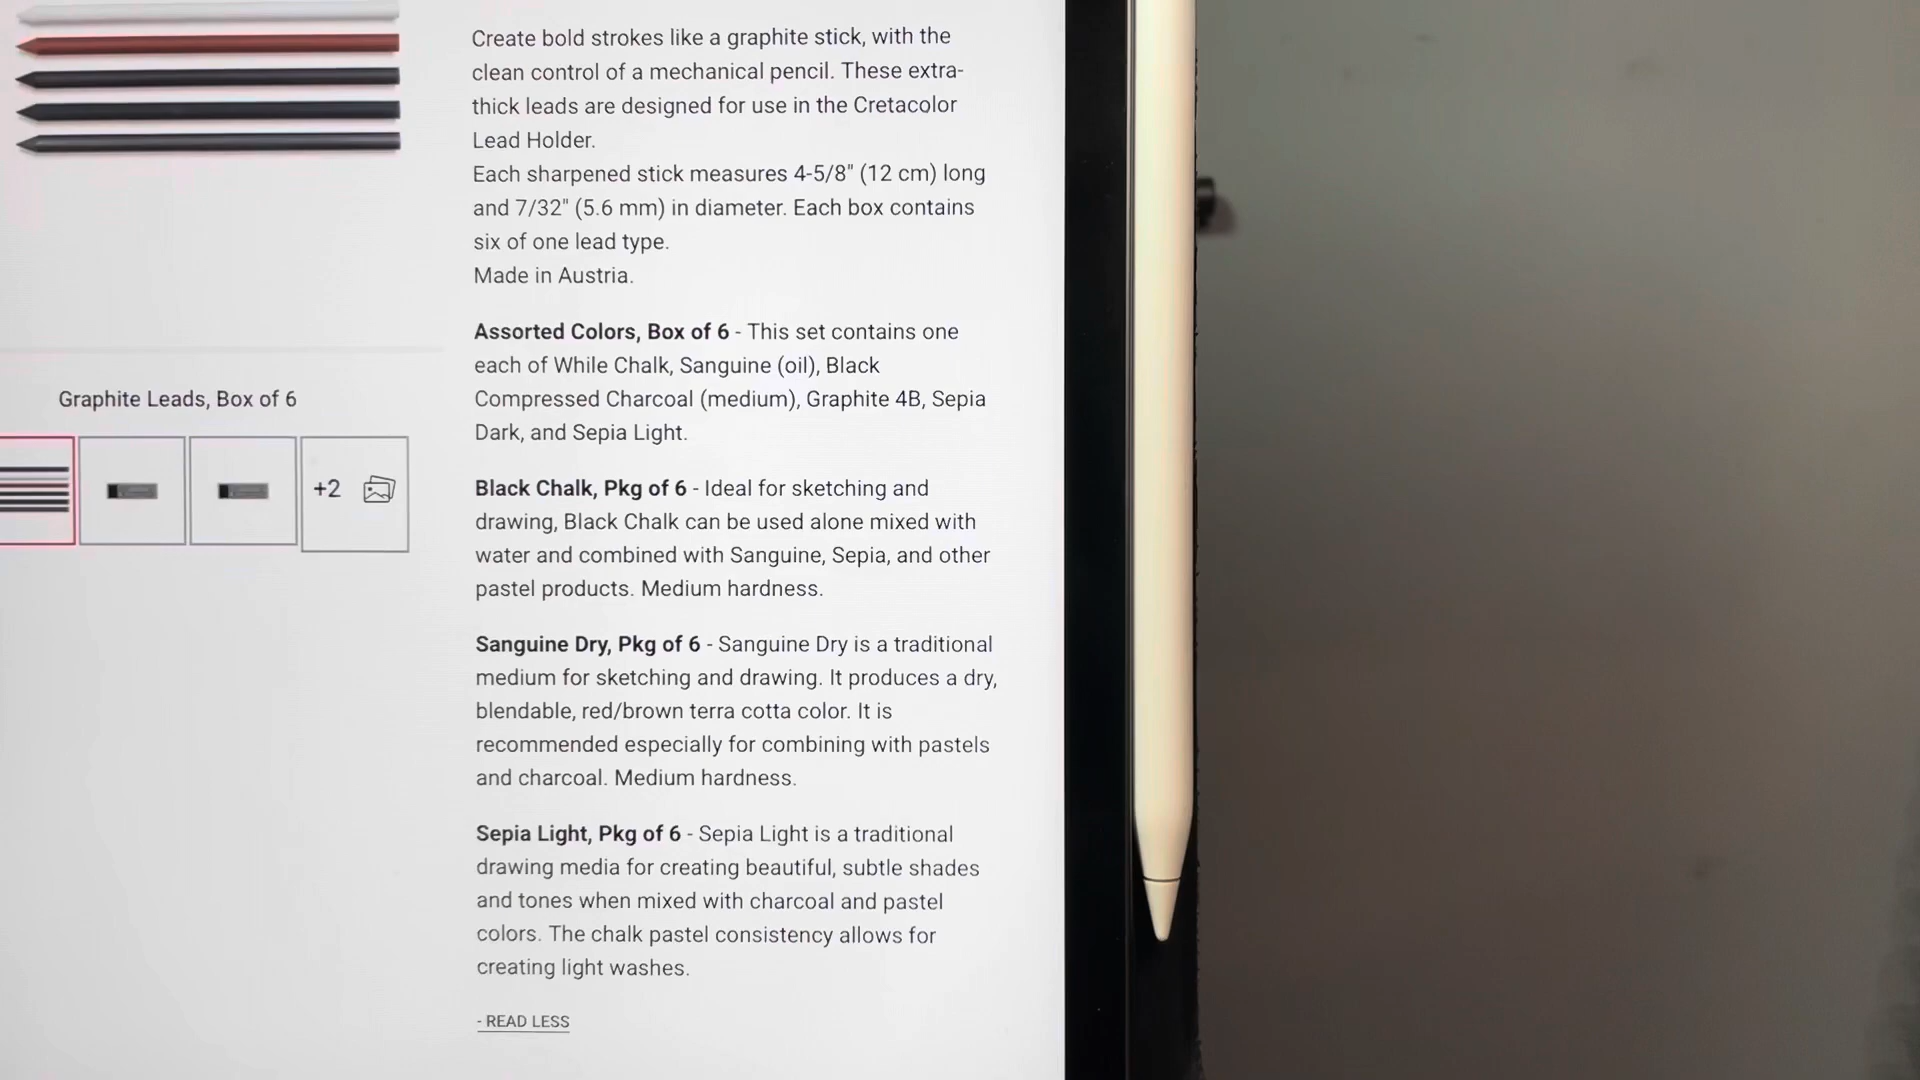 Create bold strokes like a graphite stick, with the
clean control of a mechanical pencil. These extra-
thick leads are designed for use in the Cretacolor
Lead Holder.
Each sharpened stick measures 4-5/8" (12 cm) long
and 7/32" (5.6 mm) in diameter. Each box contains
six of one lead type.
Made in Austria.
Assorted Colors, Box of 6 - This set contains one
each of While Chalk, Sanguine (oil), Black
Compressed Charcoal (medium), Graphite 4B, Sepia
Dark, and Sepia Light.
Black Chalk, Pkg of 6 - Ideal for sketching and
drawing, Black Chalk can be used alone mixed with
water and combined with Sanguine, Sepia, and other
pastel products. Medium hardness.
Sanguine Dry, Pkg of 6 - Sanguine Dry is a traditional
medium for sketching and drawing. It produces a dry,
blendable, red/brown terra cotta color. It is
recommended especially for combining with pastels
and charcoal. Medium hardness.
Sepia Light, Pkg of 6 - Sepia Light is a traditional
drawing media for creating beautiful, subtle shades
and tones when mixed with charcoal and pastel
colors. The chalk pastel consistency allows for
creating light washes.
- READ LESS
Graphite Leads, Box of 6
+2